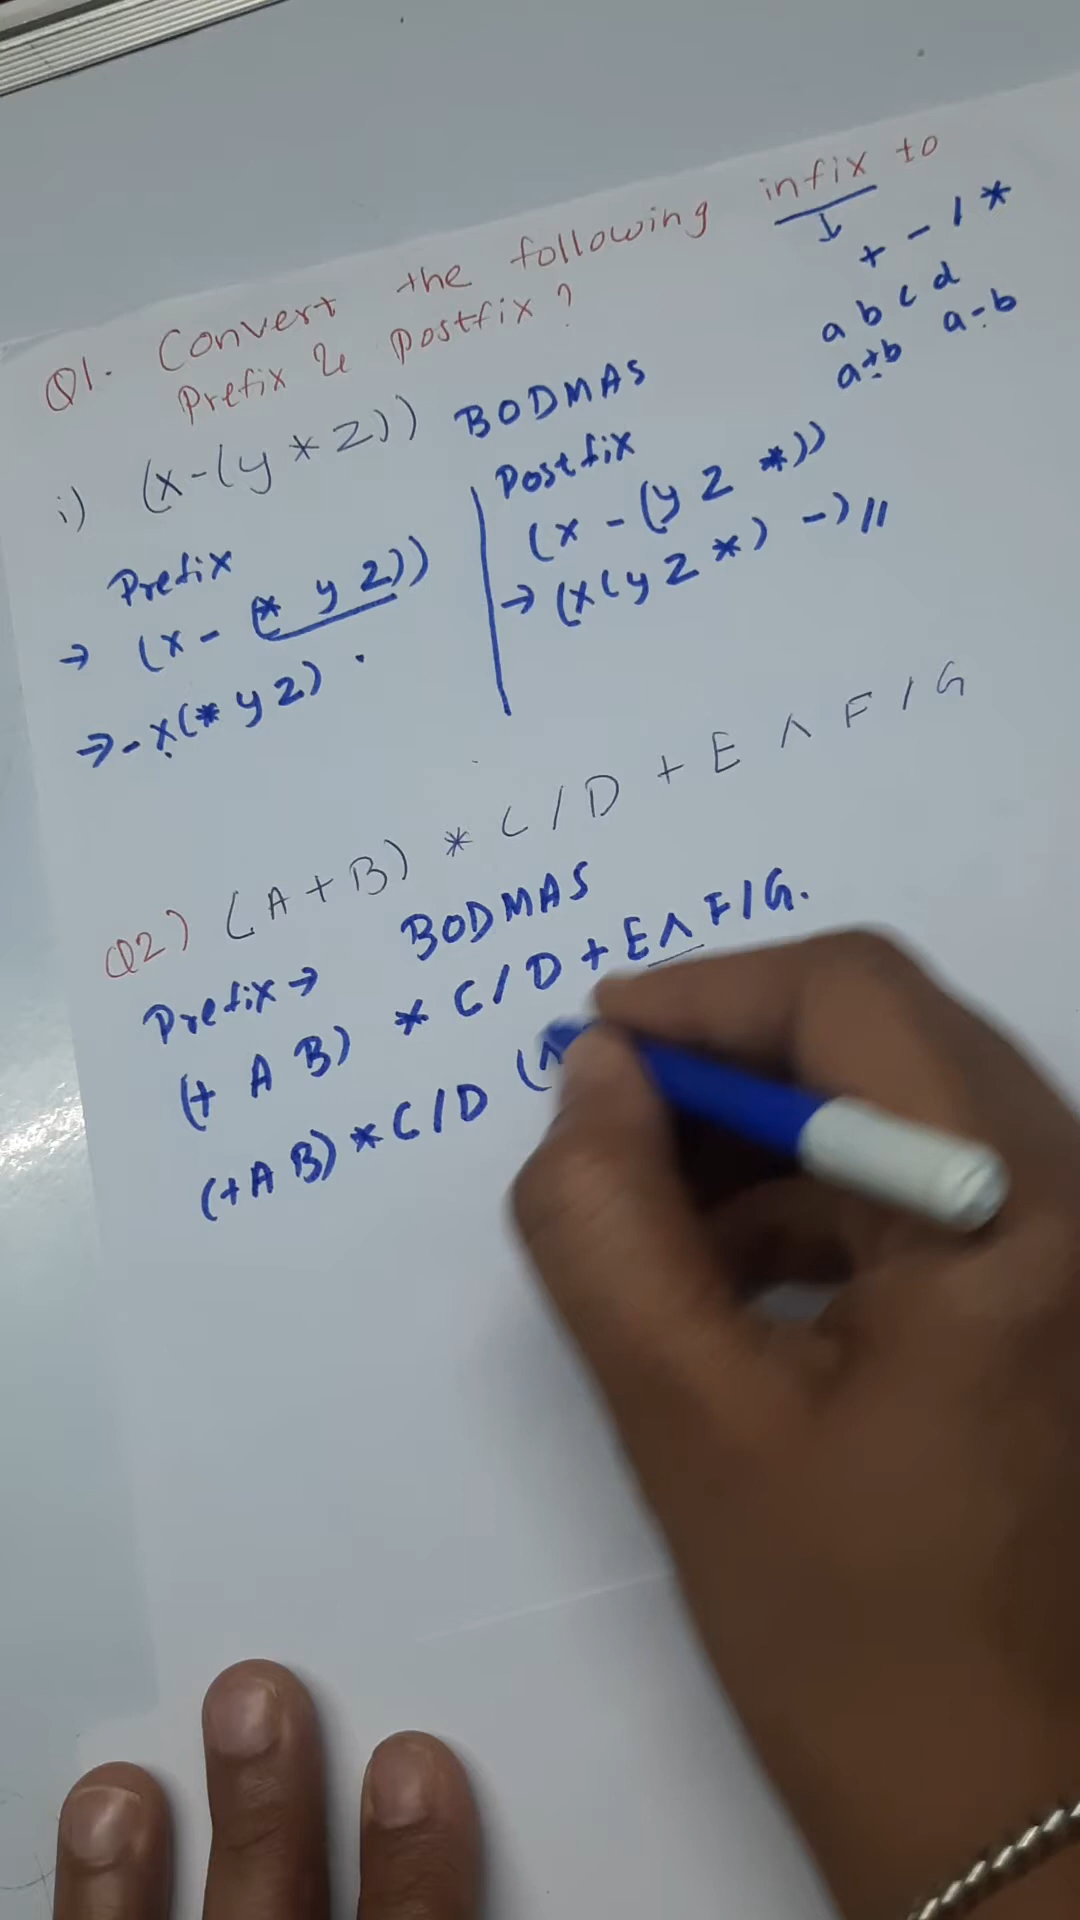 Q1. Convert the following infix to
Prefix & Postfix ?
↓
+ - / *
a b c d
a+b a-b
i) (x-(y * z)) BODMAS
Prefix
→ (x - (* y z))
→ - x(* y z) .
Postfix
(x - (y z *))
→ (x(y z *) -) //
Q2) (A+B) * C / D + E ∧ F / G
BODMAS
Prefix →
(+ A B) * C / D + E ∧ F / G.
(+A B) * C / D (∧